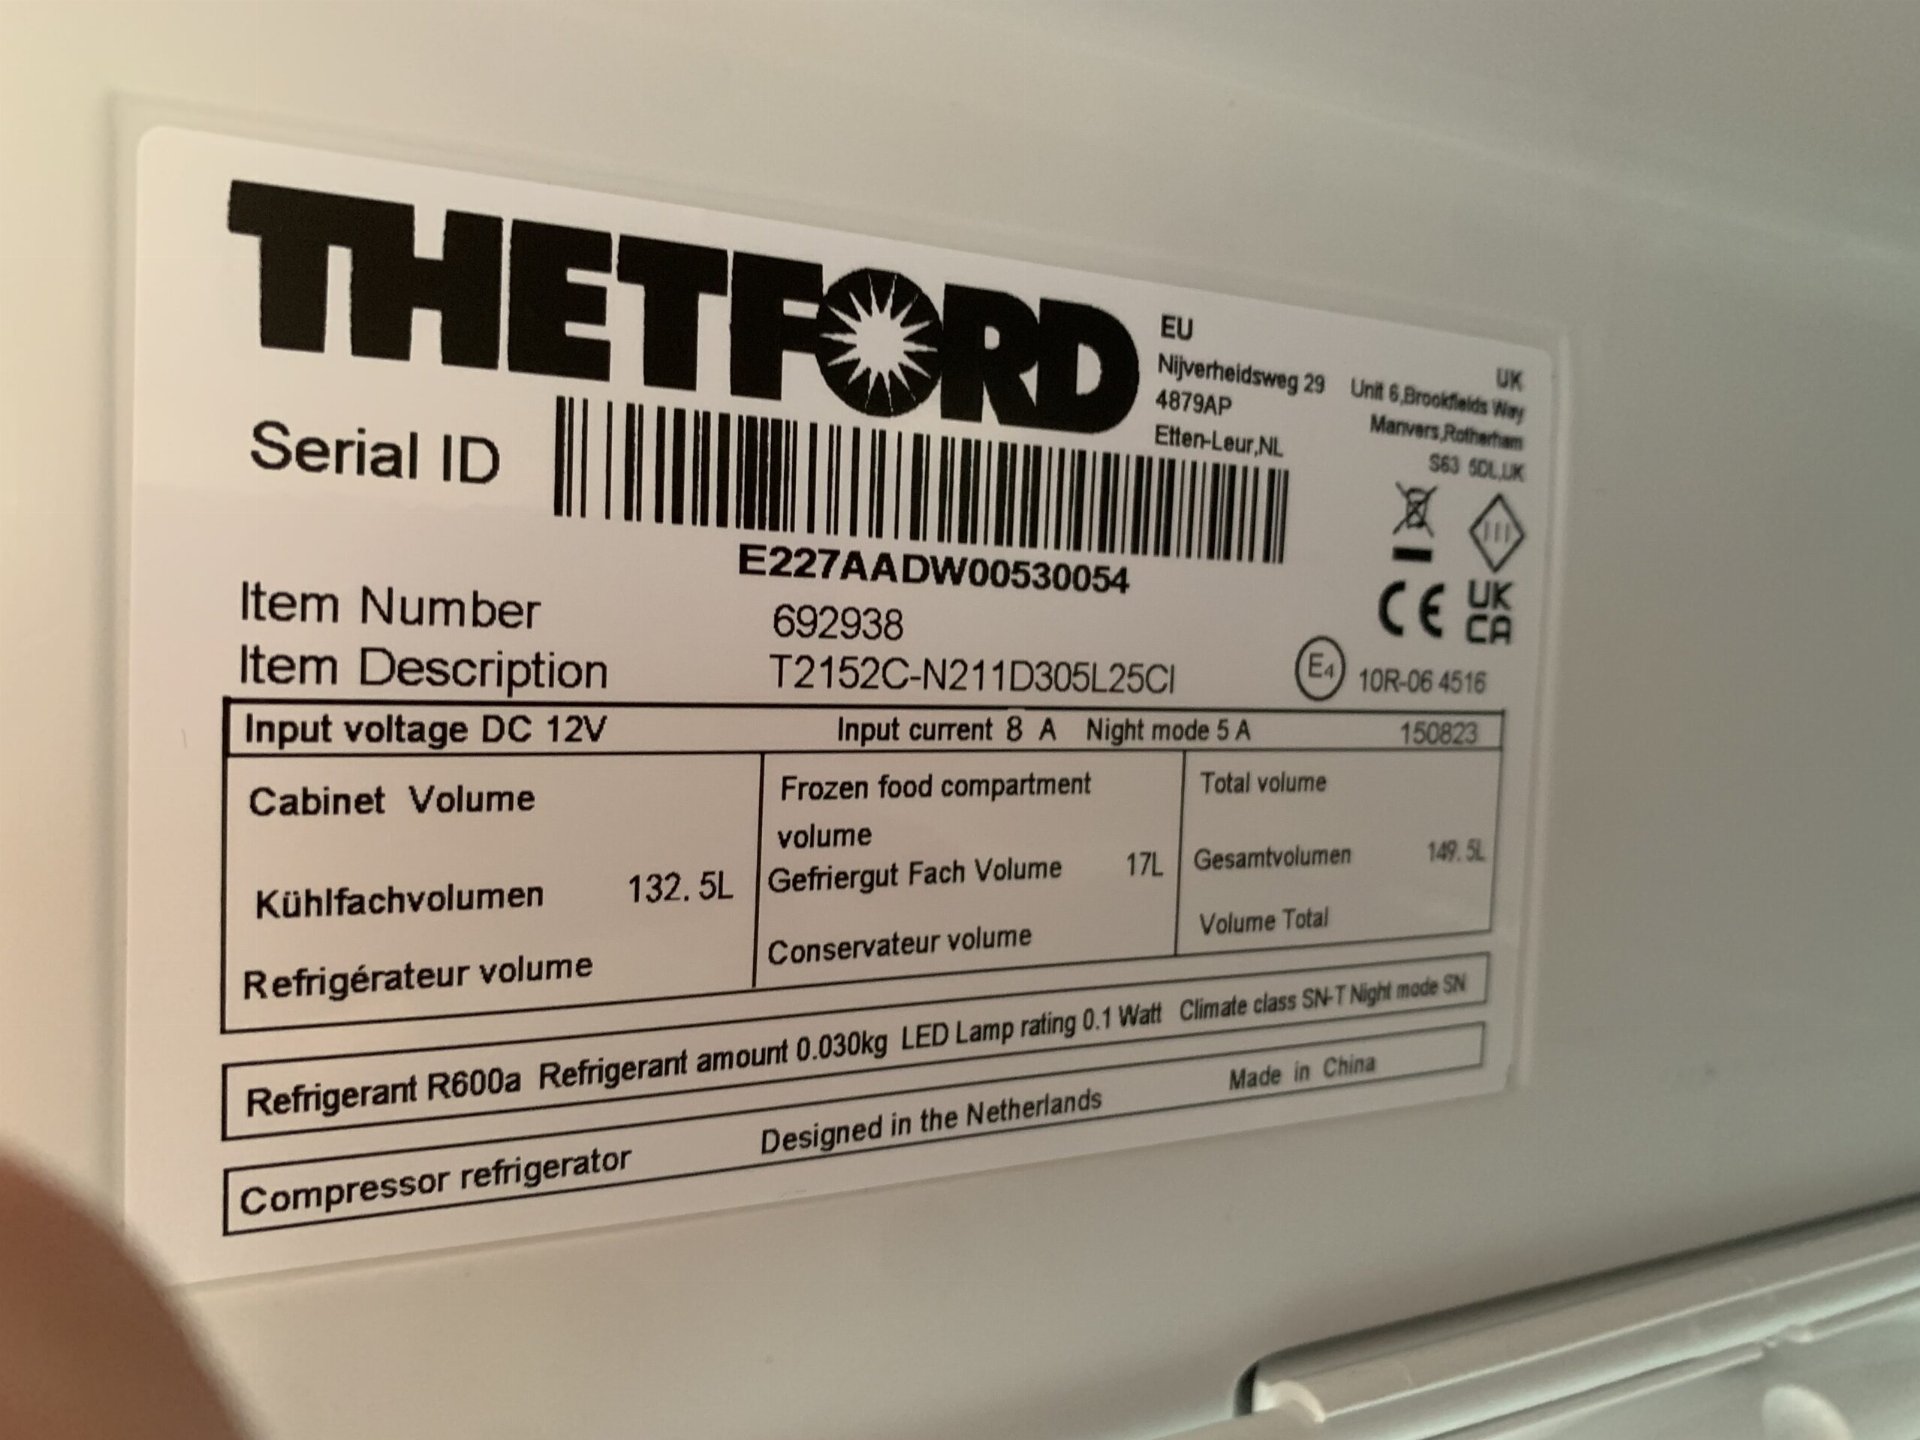 THETFORD
EU
Nijverheidsweg 29
4879AP
Etten-Leur,NL
UK
Unit 6,Brookfields Way
Manvers,Rotherham
S63 5DL,UK
Serial ID
E227AADW00530054
Item Number 692938
Item Description T2152C-N211D305L25CI
CE
UK
CA
E4 10R-06 4516
Input voltage DC 12V Input current 8 A Night mode 5 A 150823
Cabinet Volume
Kühlfachvolumen 132.5L
Refrigérateur volume
Frozen food compartment
volume
Gefriergut Fach Volume 17L
Conservateur volume
Total volume
Gesamtvolumen 149.5L
Volume Total
Refrigerant R600a Refrigerant amount 0.030kg LED Lamp rating 0.1 Watt Climate class SN-T Night mode SN
Compressor refrigerator Designed in the Netherlands Made in China